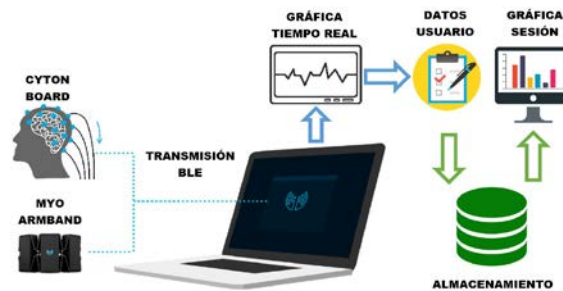 GRÁFICA
TIEMPO REAL
DATOS
USUARIO
GRÁFICA
SESIÓN
CYTON
BOARD
TRANSMISIÓN
BLE
MYO
ARMBAND
ALMACENAMIENTO